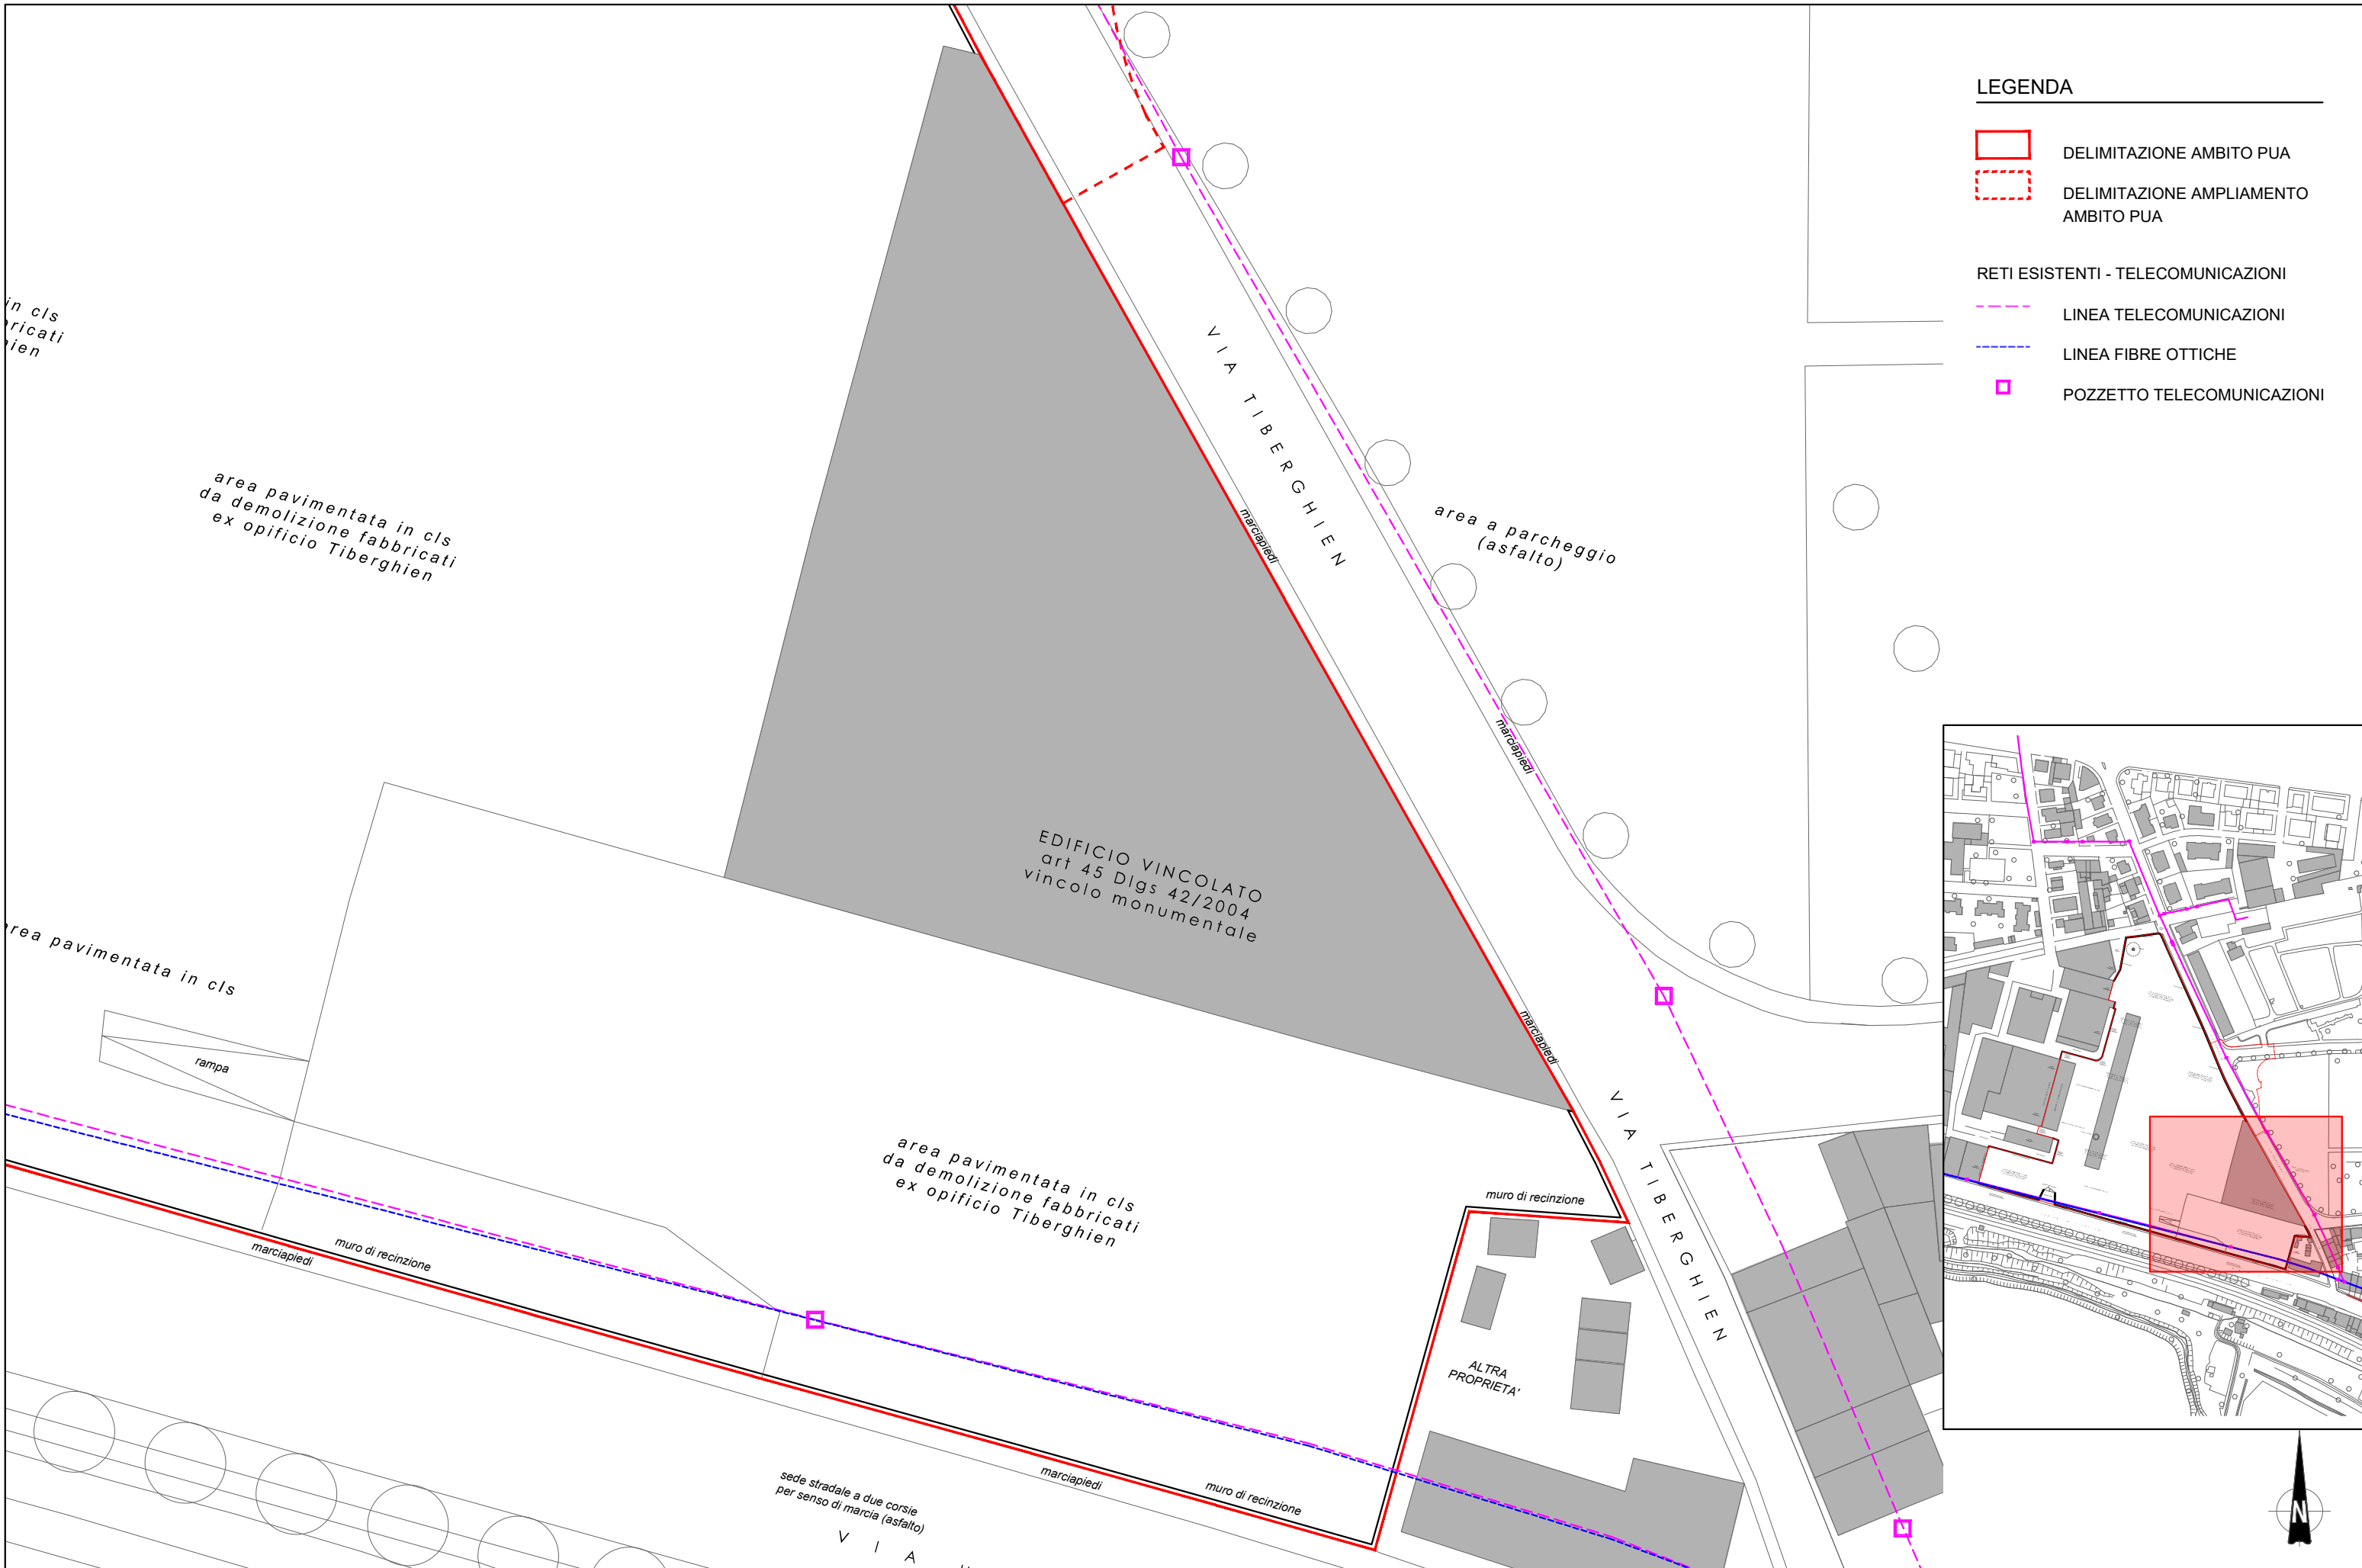 LEGENDA
DELIMITAZIONE AMBITO PUA
DELIMITAZIONE AMPLIAMENTO
AMBITO PUA
RETI ESISTENTI - TELECOMUNICAZIONI
LINEA TELECOMUNICAZIONI
LINEA FIBRE OTTICHE
POZZETTO TELECOMUNICAZIONI
in cls
VIA TIBERGHIEN
area pavimentata in cls
da demolizione fabbricati
ex opificio Tiberghien
marciapiedi
area a parcheggio
(asfalto)
marciapiedi
EDIFICIO VINCOLATO
art 45 Dlgs 42/2004
vincolo monumentale
pavimentata in cls
rampa
marciapiedi
VIA TIBERGHIEN
area pavimentata in cls
da demolizione fabbricati
ex opificio Tiberghien
muro di recinzione
muro di recinzione
marciapiedi
ALTRA
PROPRIETA'
marciapiedi
muro di recinzione
sede stradale a due corsie
per senso di marcia (asfalto)
VIA
N